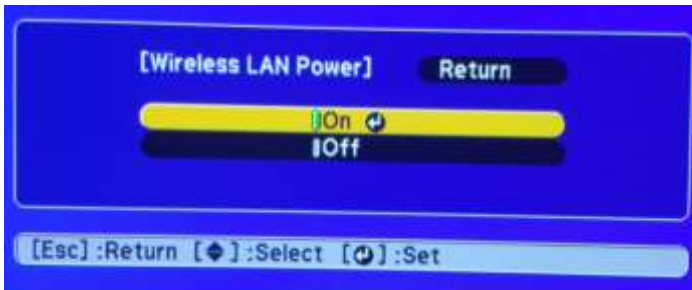 [Wireless LAN Power] Return
On
Off
[Esc] :Return [◆] :Select [↵] :Set